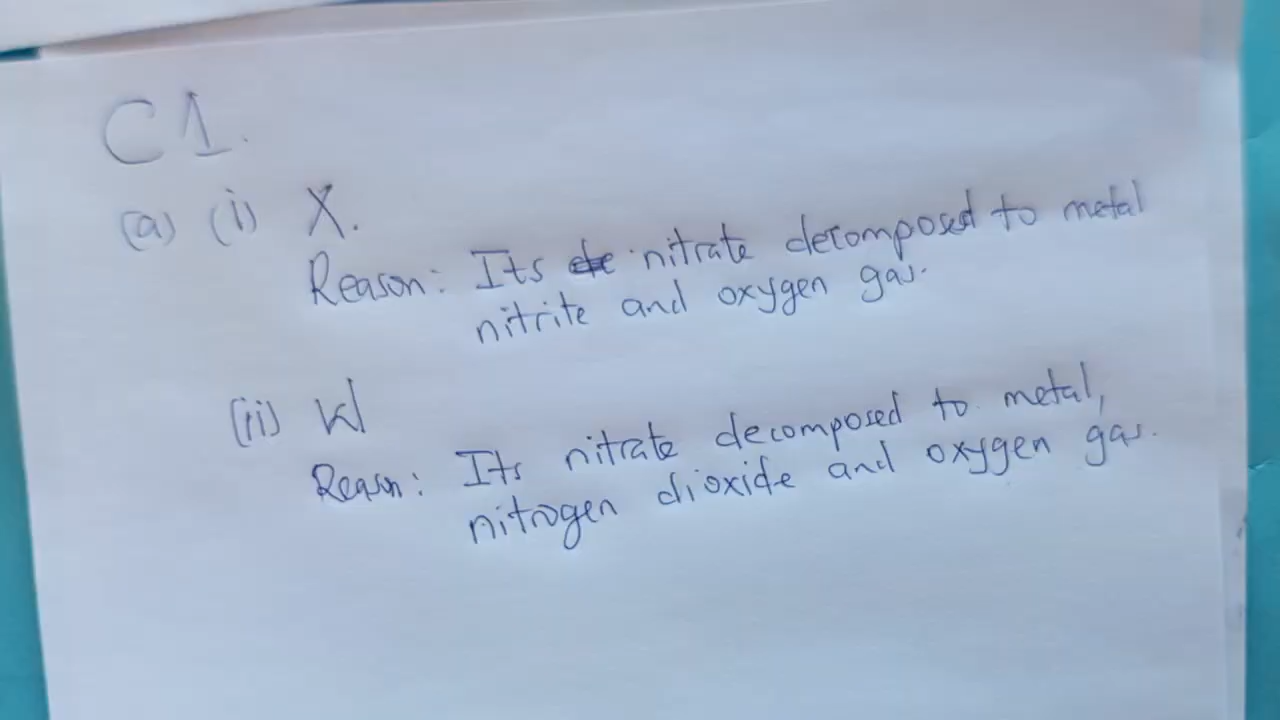 C1.
(a) (i) X.
Reason: Its nitrate decomposed to metal
nitrite and oxygen gas.
(ii) W
Reason: Its nitrate decomposed to metal,
nitrogen dioxide and oxygen gas.